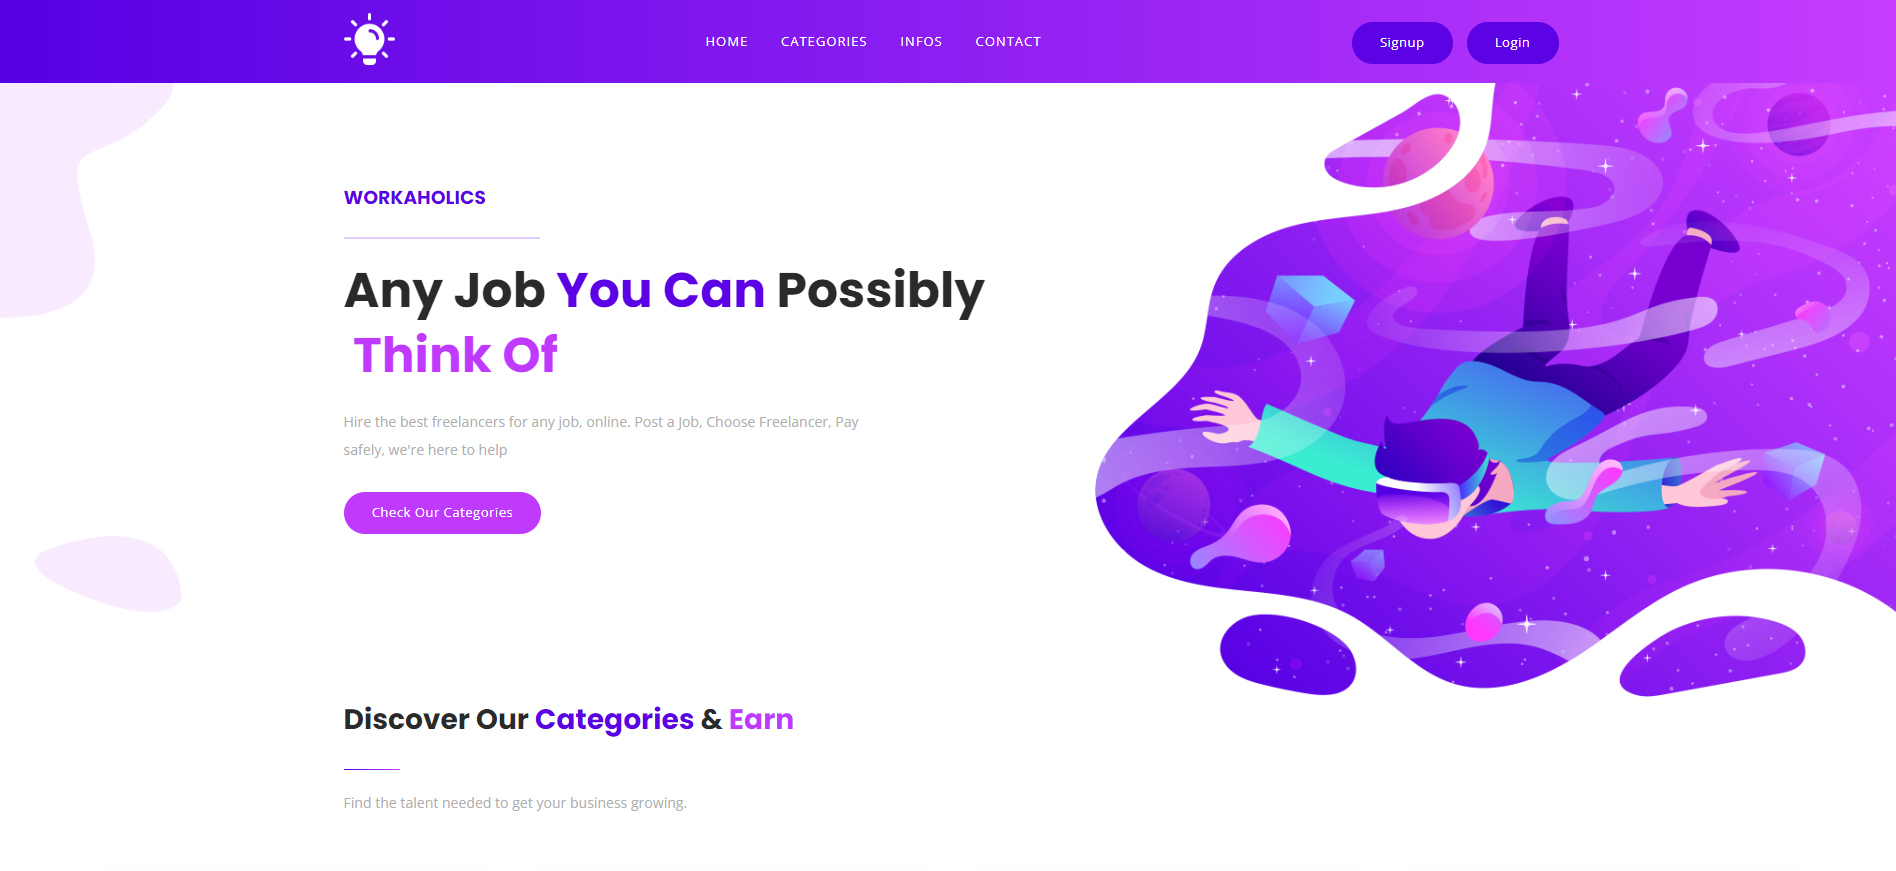 HOME CATEGORIES INFOS CONTACT Signup Login
WORKAHOLICS
Any Job You Can Possibly
Think Of
Hire the best freelancers for any job, online. Post a Job, Choose Freelancer, Pay
safely, we're here to help
Check Our Categories
Discover Our Categories & Earn
Find the talent needed to get your business growing.